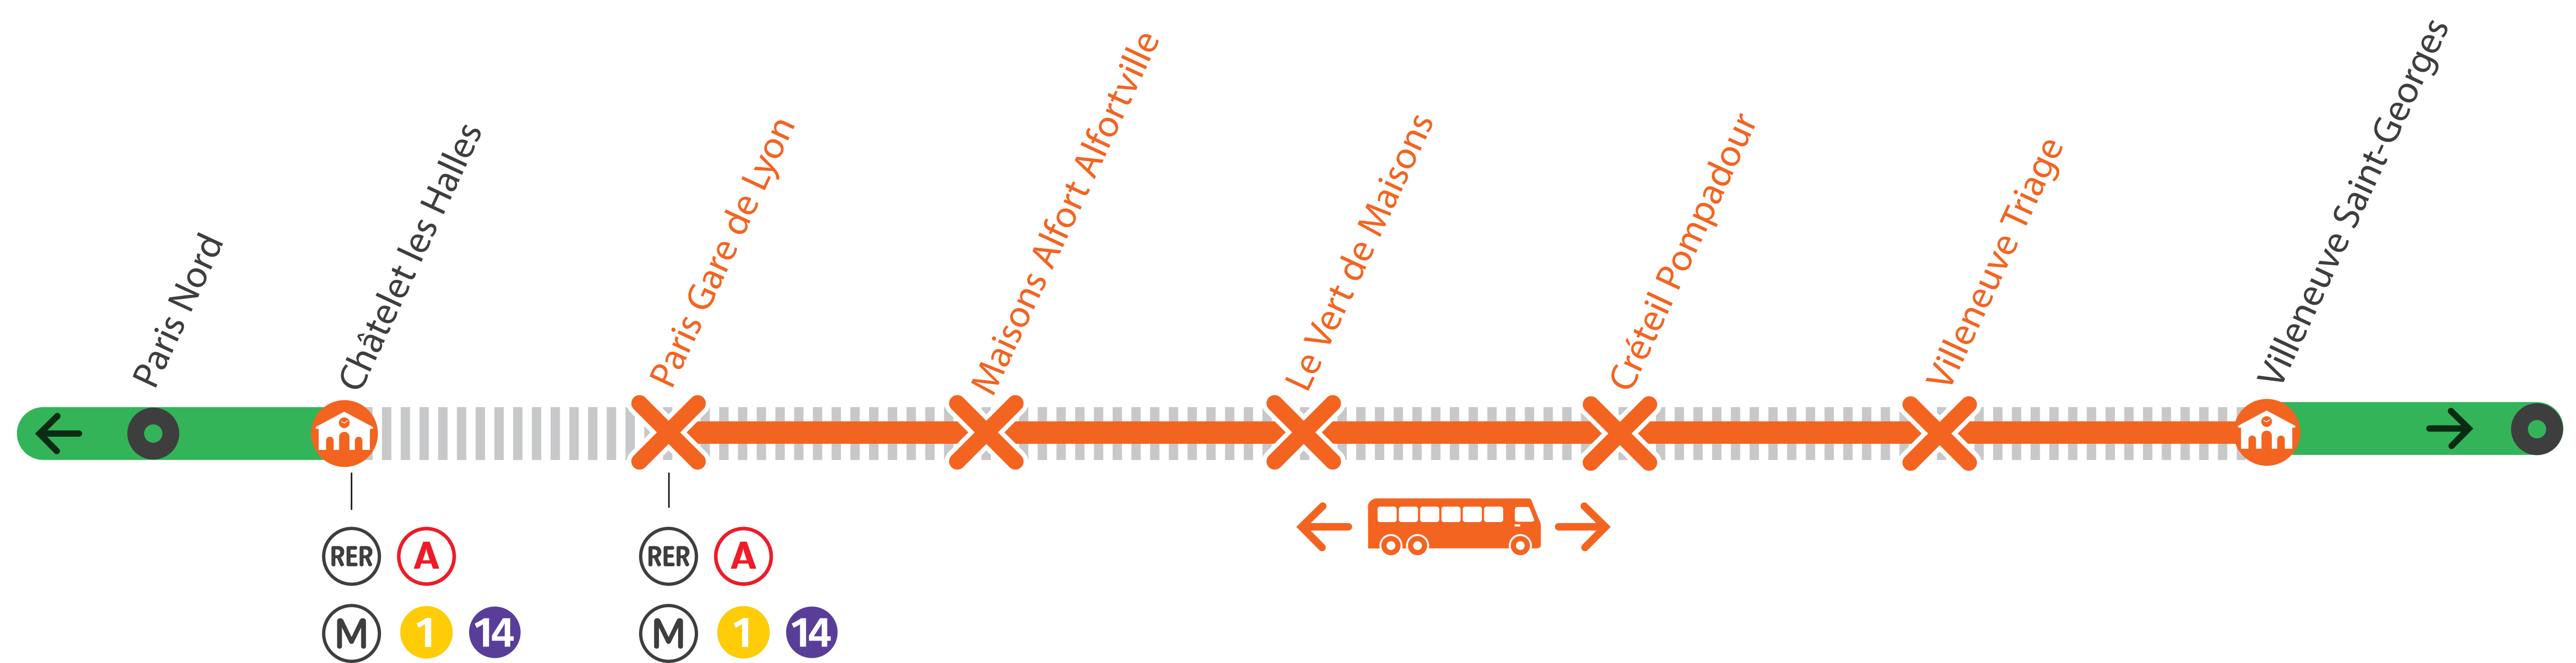 Paris Nord
Châtelet les Halles
Paris Gare de Lyon
Maisons Alfort Alfortville
Le Vert de Maisons
Créteil Pompadour
Villeneuve Triage
Villeneuve Saint-Georges
RER A
M 1 14
RER A
M 1 14